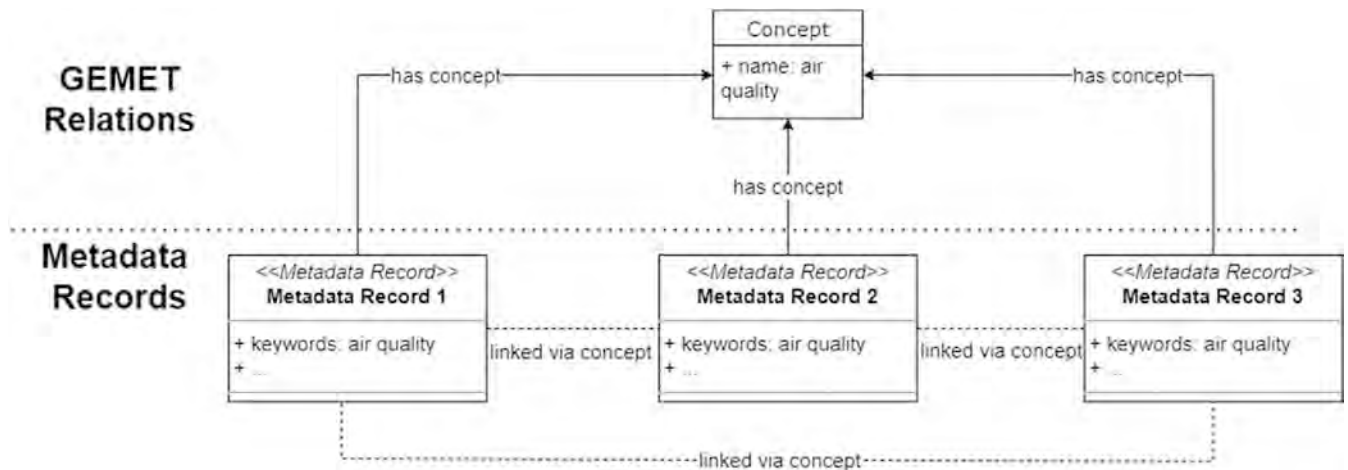 Concept
+ name: air
quality
GEMET
Relations
has concept
has concept
has concept
Metadata
Records
<<Metadata Record>>
Metadata Record 1
+ keywords: air quality
+ ...
linked via concept
<<Metadata Record>>
Metadata Record 2
+ keywords: air quality
+ ...
linked via concept
<<Metadata Record>>
Metadata Record 3
+ keywords: air quality
+ ...
linked via concept